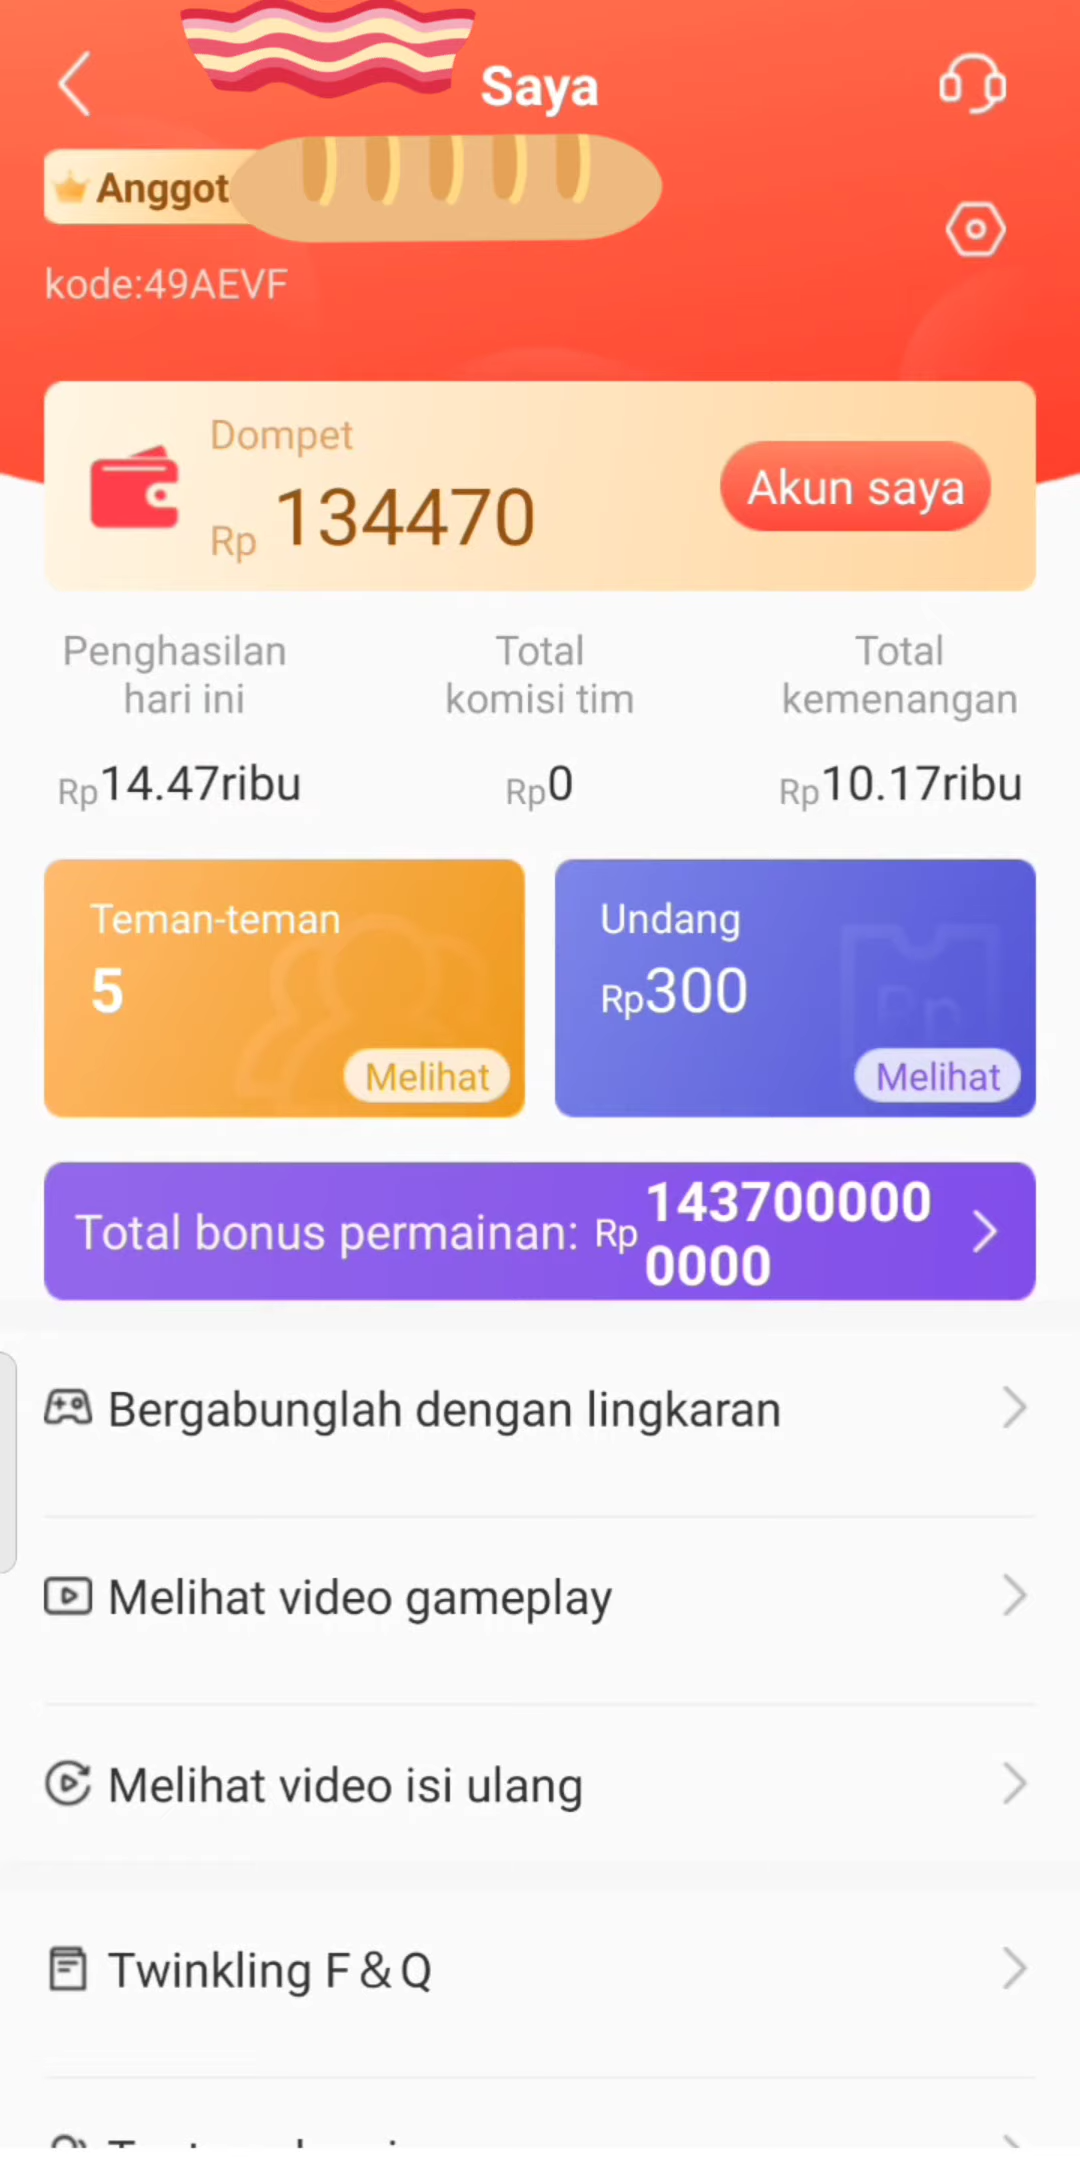 Saya
Anggot
kode:49AEVF
Dompet
Rp 134470
Akun saya
Penghasilan
hari ini
Rp14.47ribu
Total
komisi tim
Rp0
Total
kemenangan
Rp10.17ribu
Teman-teman
5
Melihat
Undang
Rp300
Melihat
Total bonus permainan: Rp 143700000
0000
Bergabunglah dengan lingkaran
Melihat video gameplay
Melihat video isi ulang
Twinkling F&Q